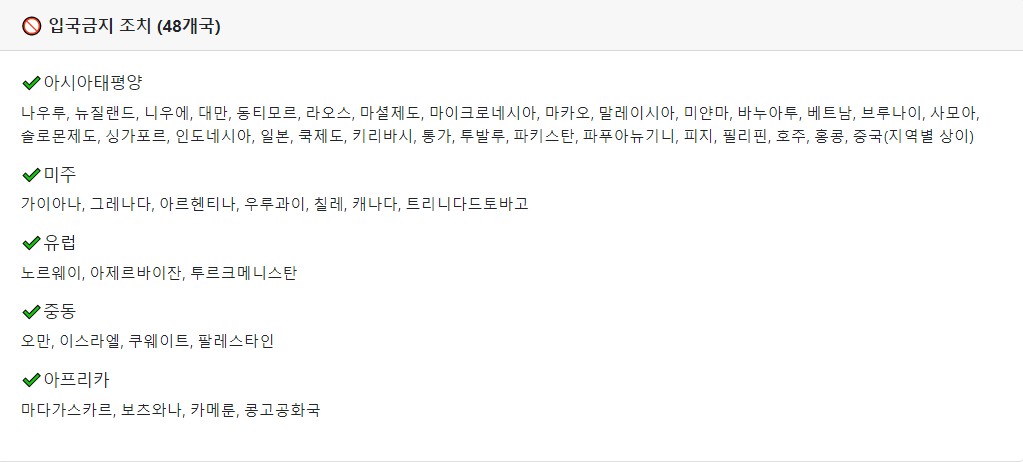 입국금지 조치 (48개국)
아시아태평양
나우루, 뉴질랜드, 니우에, 대만, 동티모르, 라오스, 마셜제도, 마이크로네시아, 마카오, 말레이시아, 미얀마, 바누아투, 베트남, 브루나이, 사모아,
솔로몬제도, 싱가포르, 인도네시아, 일본, 쿡제도, 키리바시, 통가, 투발루, 파키스탄, 파푸아뉴기니, 피지, 필리핀, 호주, 홍콩, 중국(지역별 상이)
미주
가이아나, 그레나다, 아르헨티나, 우루과이, 칠레, 캐나다, 트리니다드토바고
유럽
노르웨이, 아제르바이잔, 투르크메니스탄
중동
오만, 이스라엘, 쿠웨이트, 팔레스타인
아프리카
마다가스카르, 보츠와나, 카메룬, 콩고공화국